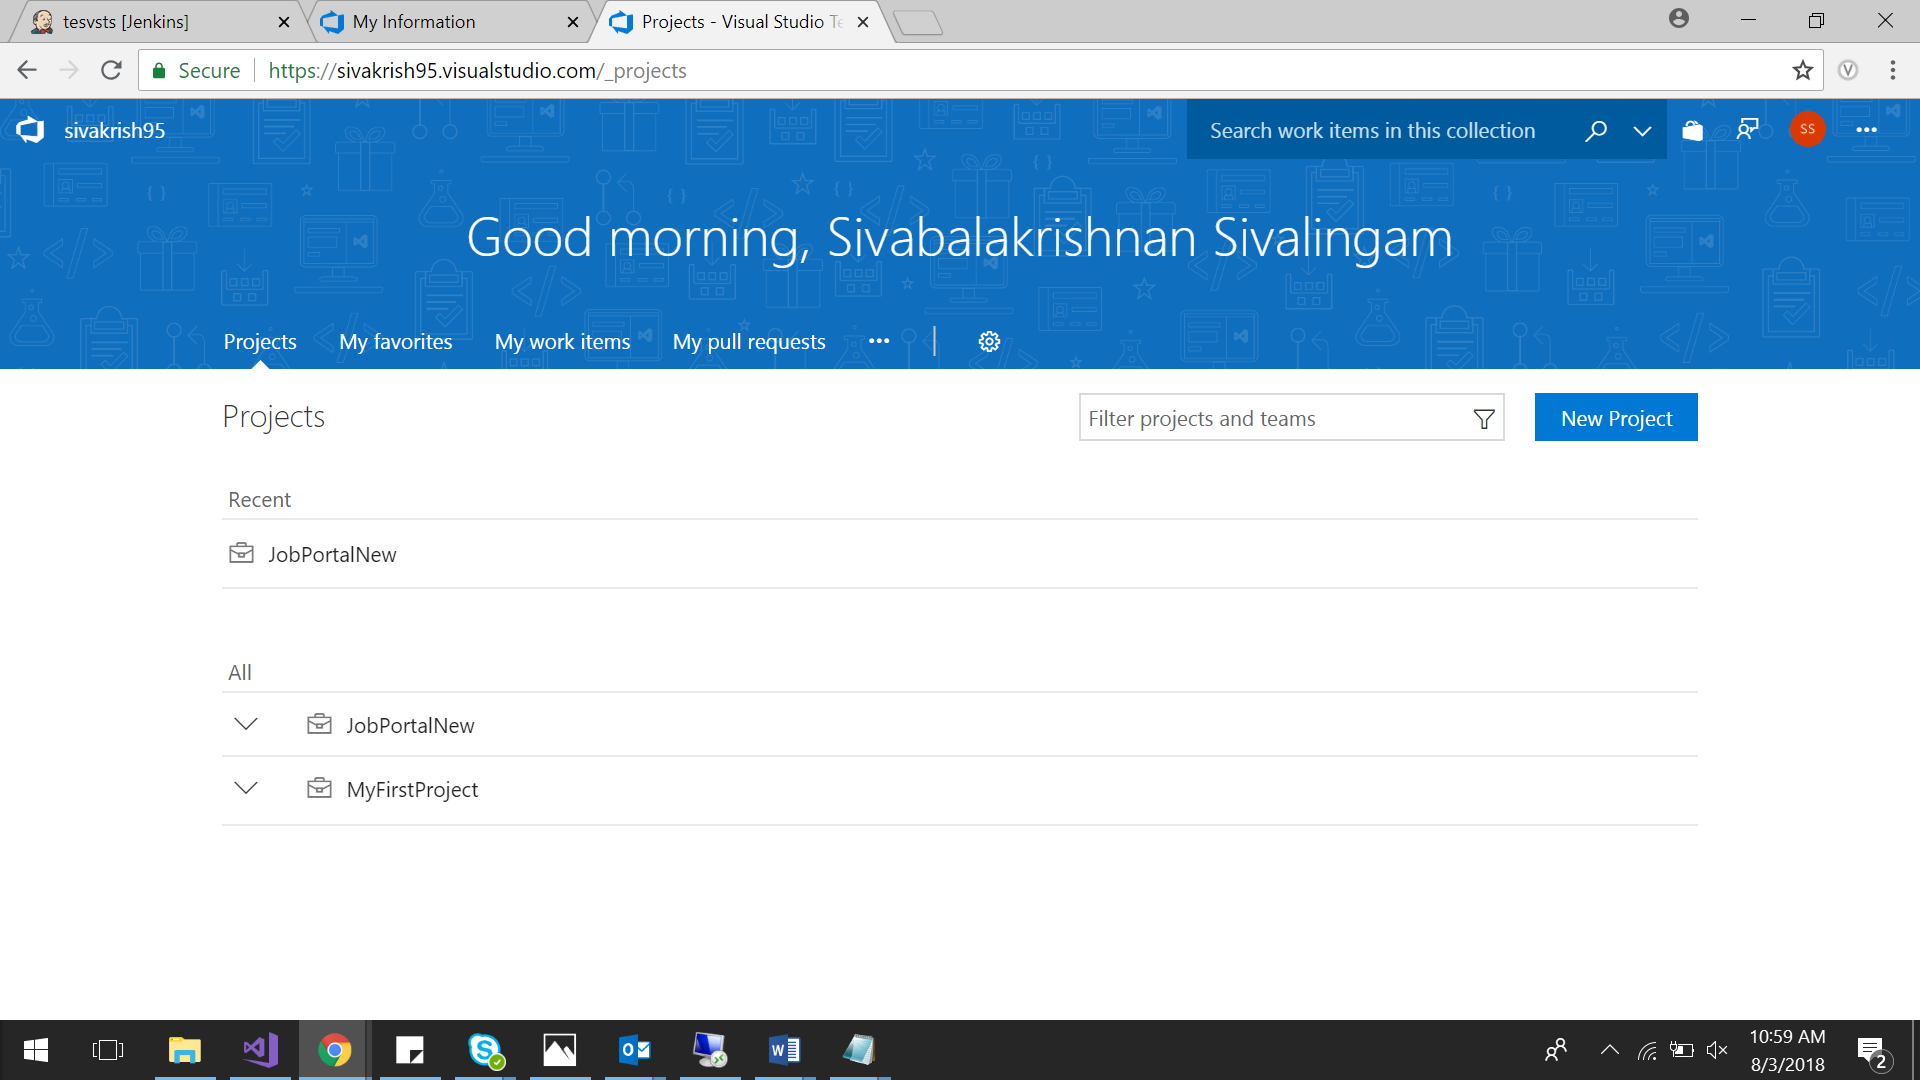 tesvsts [Jenkins]
My Information
Projects - Visual Studio Te
Secure
https://sivakrish95.visualstudio.com/_projects
sivakrish95
Search work items in this collection
SS
Good morning, Sivabalakrishnan Sivalingam
Projects
My favorites
My work items
My pull requests
Projects
Filter projects and teams
New Project
Recent
JobPortalNew
All
JobPortalNew
MyFirstProject
10:59 AM
8/3/2018
2